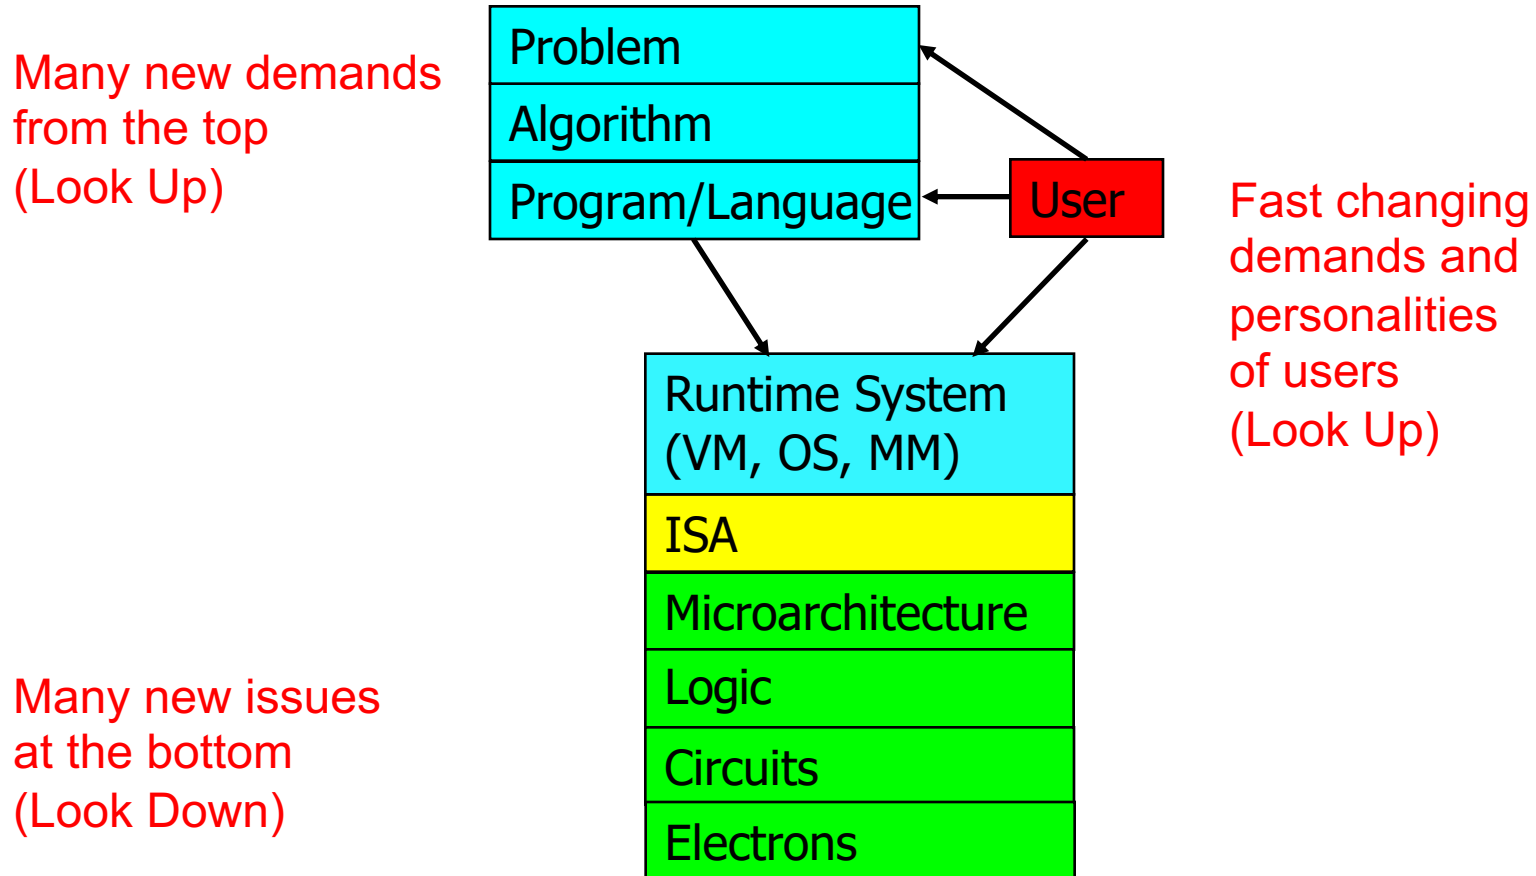 Many new demands
from the top
(Look Up)
Problem
Algorithm
Program/Language
User
Fast changing
demands and
personalities
of users
(Look Up)
Runtime System
(VM, OS, MM)
ISA
Microarchitecture
Logic
Circuits
Electrons
Many new issues
at the bottom
(Look Down)